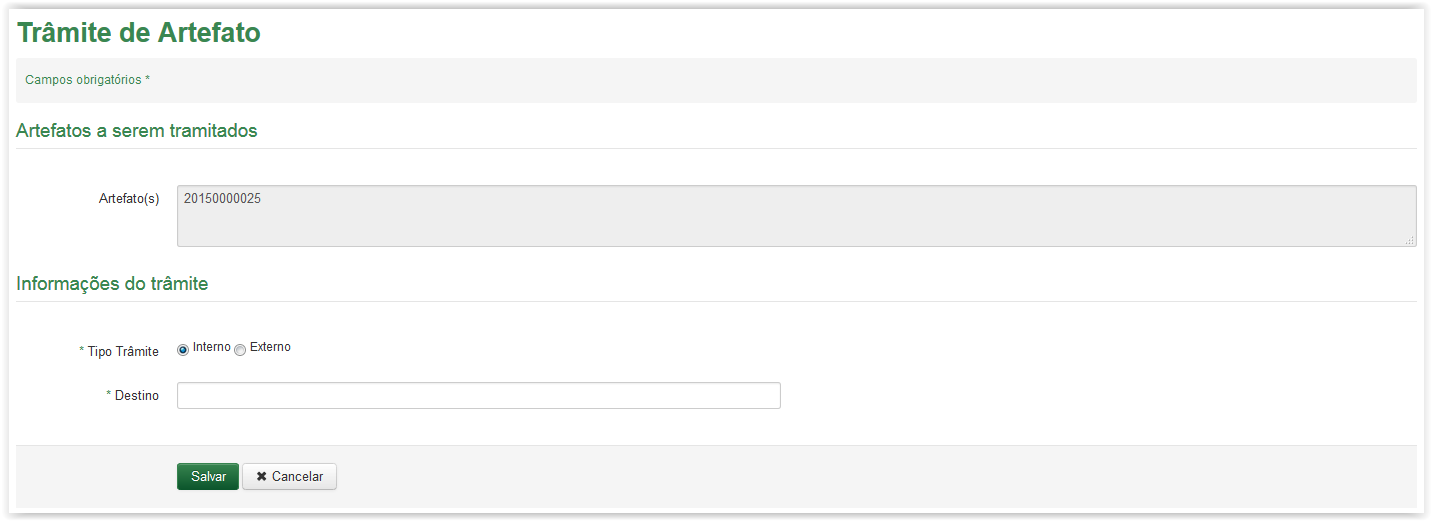 Trâmite de Artefato
Campos obrigatórios *
Artefatos a serem tramitados
Artefato(s) 20150000025
Informações do trâmite
* Tipo Trâmite Interno Externo
* Destino
Salvar ✖ Cancelar